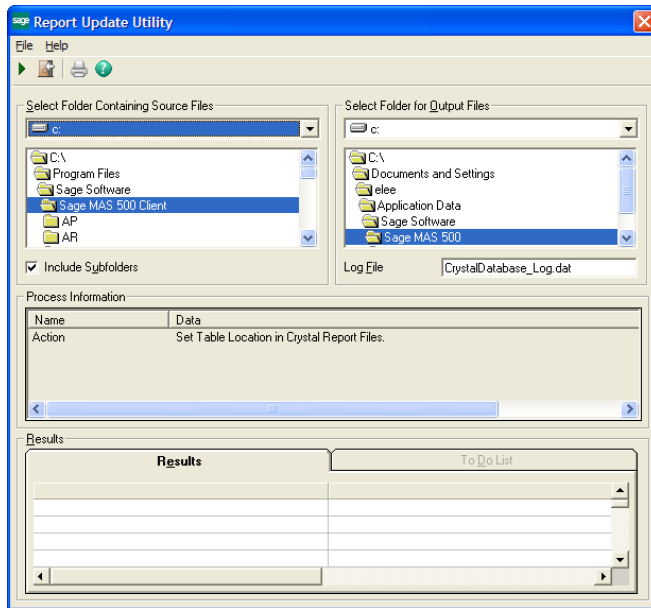 sage Report Update Utility
File Help
Select Folder Containing Source Files
c:
C:\
Program Files
Sage Software
Sage MAS 500 Client
AP
AR
Include Subfolders
Select Folder for Output Files
c:
C:\
Documents and Settings
elee
Application Data
Sage Software
Sage MAS 500
Log File CrystalDatabase_Log.dat
Process Information
Name Data
Action Set Table Location in Crystal Report Files.
Results
Results To Do List